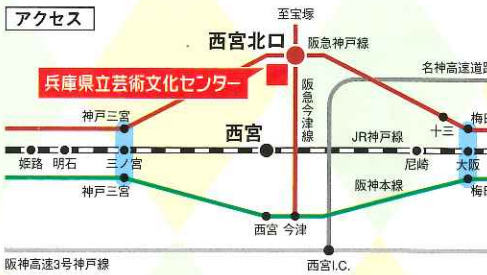 アクセス
至宝塚
西宮北口
阪急神戸線
兵庫県立芸術文化センター
名神高速道路
阪急今津線
神戸三宮
十三
梅田
西宮
JR神戸線
姫路
明石
三ノ宮
尼崎
大阪
神戸三宮
阪神本線
梅田
西宮
今津
阪神高速3号神戸線
西宮I.C.